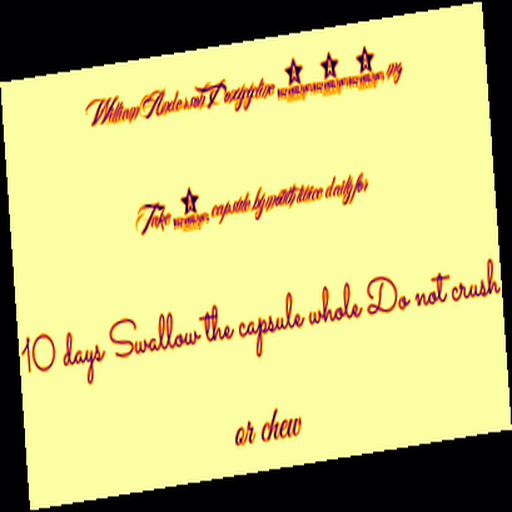 William Anderson Doxycycline mg
Take capsule by mouth twice daily for
10 days Swallow the capsule whole Do not crush
or chew